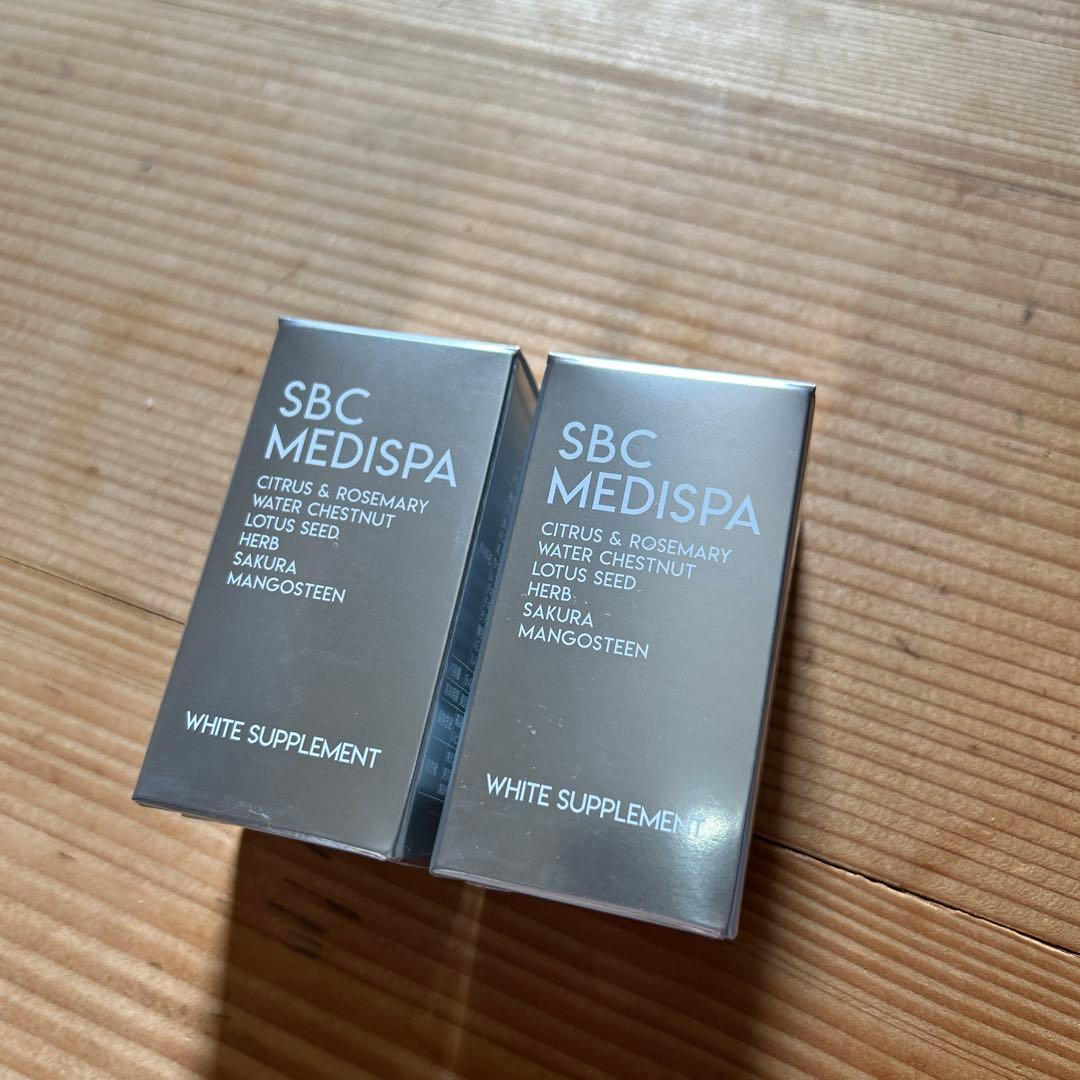 SBC
MEDISPA
CITRUS & ROSEMARY
WATER CHESTNUT
LOTUS SEED
HERB
SAKURA
MANGOSTEEN
WHITE SUPPLEMENT
SBC
MEDISPA
CITRUS & ROSEMARY
WATER CHESTNUT
LOTUS SEED
HERB
SAKURA
MANGOSTEEN
WHITE SUPPLEMENT